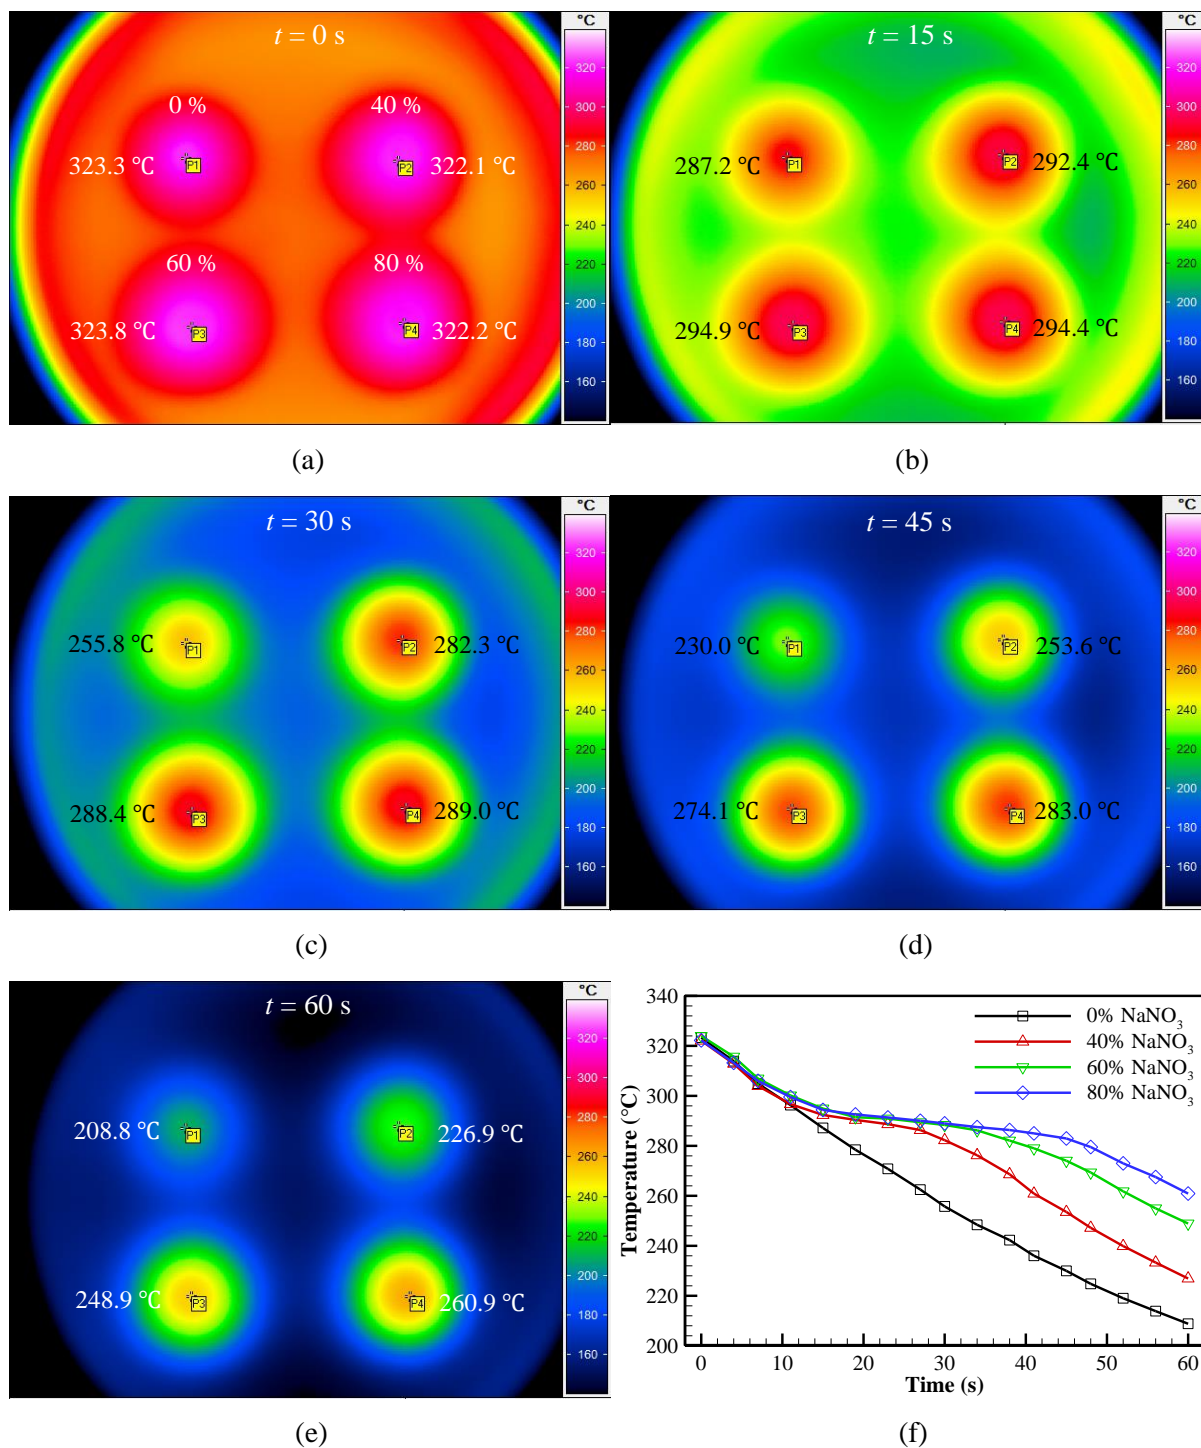 °C
t = 0 s
320
300
280
260
240
220
200
180
160
0 %
40 %
323.3 °C
P1
P2
322.1 °C
60 %
80 %
323.8 °C
P3
P4
322.2 °C
(a)
°C
t = 15 s
320
300
280
260
240
220
200
180
160
287.2 °C
P1
P2
292.4 °C
294.9 °C
P3
P4
294.4 °C
(b)
°C
t = 30 s
320
300
280
260
240
220
200
180
160
255.8 °C
P1
P2
282.3 °C
288.4 °C
P3
P4
289.0 °C
(c)
°C
t = 45 s
320
300
280
260
240
220
200
180
160
230.0 °C
P1
P2
253.6 °C
274.1 °C
P3
P4
283.0 °C
(d)
°C
t = 60 s
320
300
280
260
240
220
200
180
160
208.8 °C
P1
P2
226.9 °C
248.9 °C
P3
P4
260.9 °C
(e)
340
320
300
280
260
240
220
200
Temperature (°C)
0% NaNO3
40% NaNO3
60% NaNO3
80% NaNO3
0 10 20 30 40 50 60
Time (s)
(f)